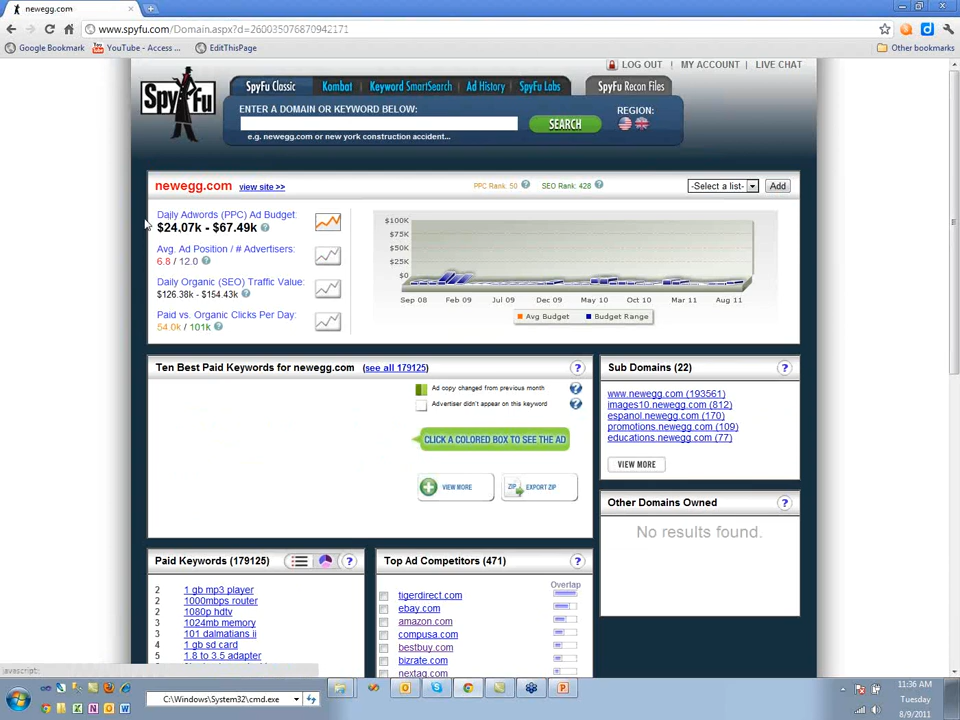 newegg.com
www.spyfu.com/Domain.aspx?d=260035076870942171
Google Bookmark
YouTube - Access ...
EditThisPage
Other bookmarks
LOG OUT | MY ACCOUNT | LIVE CHAT
SpyFu
SpyFu Classic
Kombat
Keyword SmartSearch
Ad History
SpyFu Labs
SpyFu Recon Files
ENTER A DOMAIN OR KEYWORD BELOW:
REGION:
SEARCH
e.g. newegg.com or new york construction accident...
newegg.com view site >>
PPC Rank: 50 ?
SEO Rank: 428 ?
-Select a list-
Add
Daily Adwords (PPC) Ad Budget:
$24.07k - $67.49k ?
Avg. Ad Position / # Advertisers:
6.8 / 12.0 ?
Daily Organic (SEO) Traffic Value:
$126.38k - $154.43k ?
Paid vs. Organic Clicks Per Day:
54.0k / 101k ?
$100K
$75K
$50K
$25K
$0
Sep 08 Feb 09 Jul 09 Dec 09 May 10 Oct 10 Mar 11 Aug 11
Avg Budget Budget Range
Ten Best Paid Keywords for newegg.com (see all 179125) ?
Ad copy changed from previous month ?
Advertiser didn't appear on this keyword ?
CLICK A COLORED BOX TO SEE THE AD
VIEW MORE
ZIP EXPORT ZIP
Sub Domains (22) ?
www.newegg.com (193561)
images10.newegg.com (812)
espanol.newegg.com (170)
promotions.newegg.com (109)
educations.newegg.com (77)
VIEW MORE
Other Domains Owned ?
No results found.
Paid Keywords (179125) ?
2 1 gb mp3 player
2 1000mbps router
2 1080p hdtv
3 1024mb memory
3 101 dalmatians ii
4 1 gb sd card
5 1.8 to 3.5 adapter
Top Ad Competitors (471) ?
Overlap
tigerdirect.com
ebay.com
amazon.com
compusa.com
bestbuy.com
bizrate.com
nextag.com
javascript:
C:\Windows\System32\cmd.exe
11:36 AM
Tuesday
8/9/2011